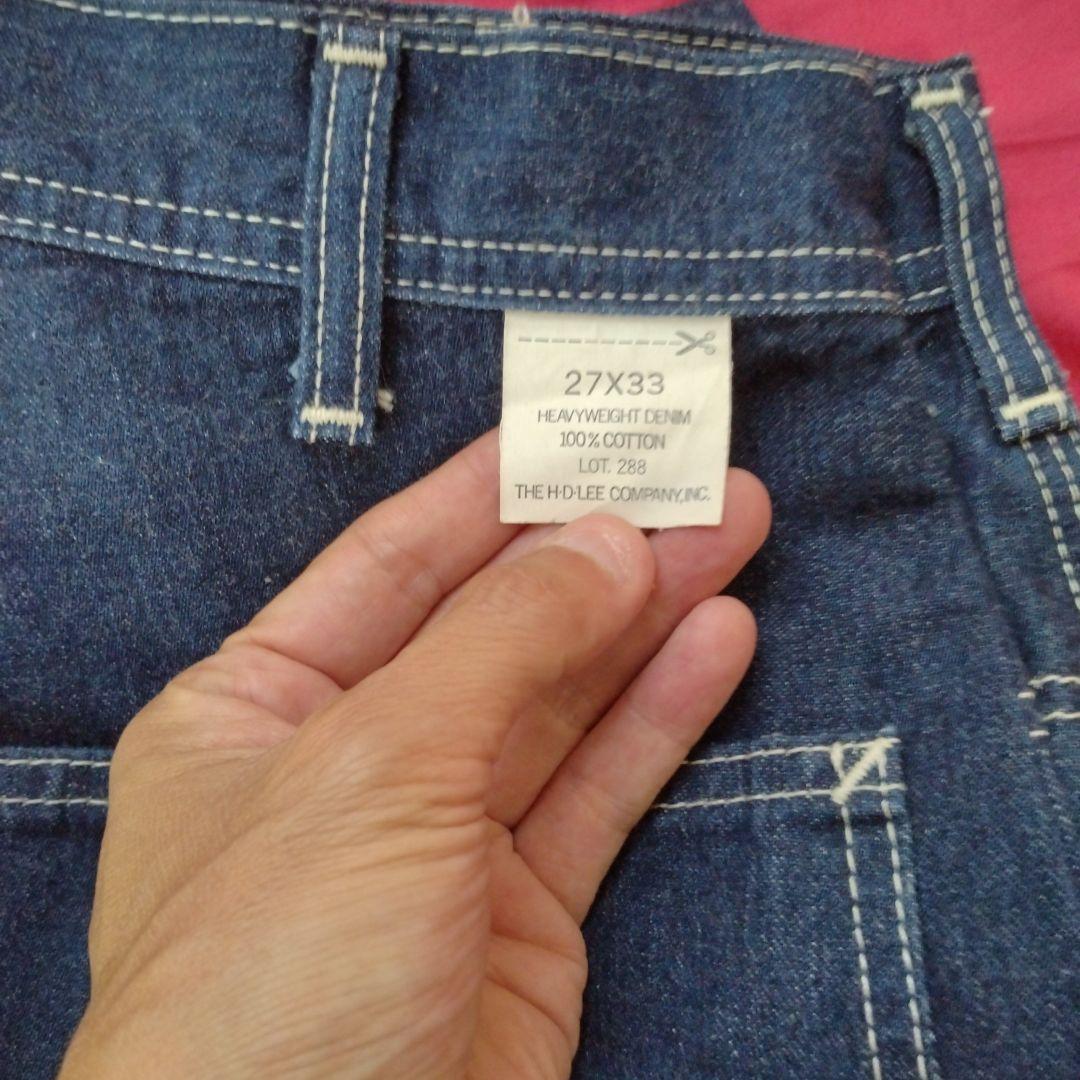 27X33
HEAVYWEIGHT DENIM
100% COTTON
LOT. 288
THE H·D·LEE COMPANY,INC.